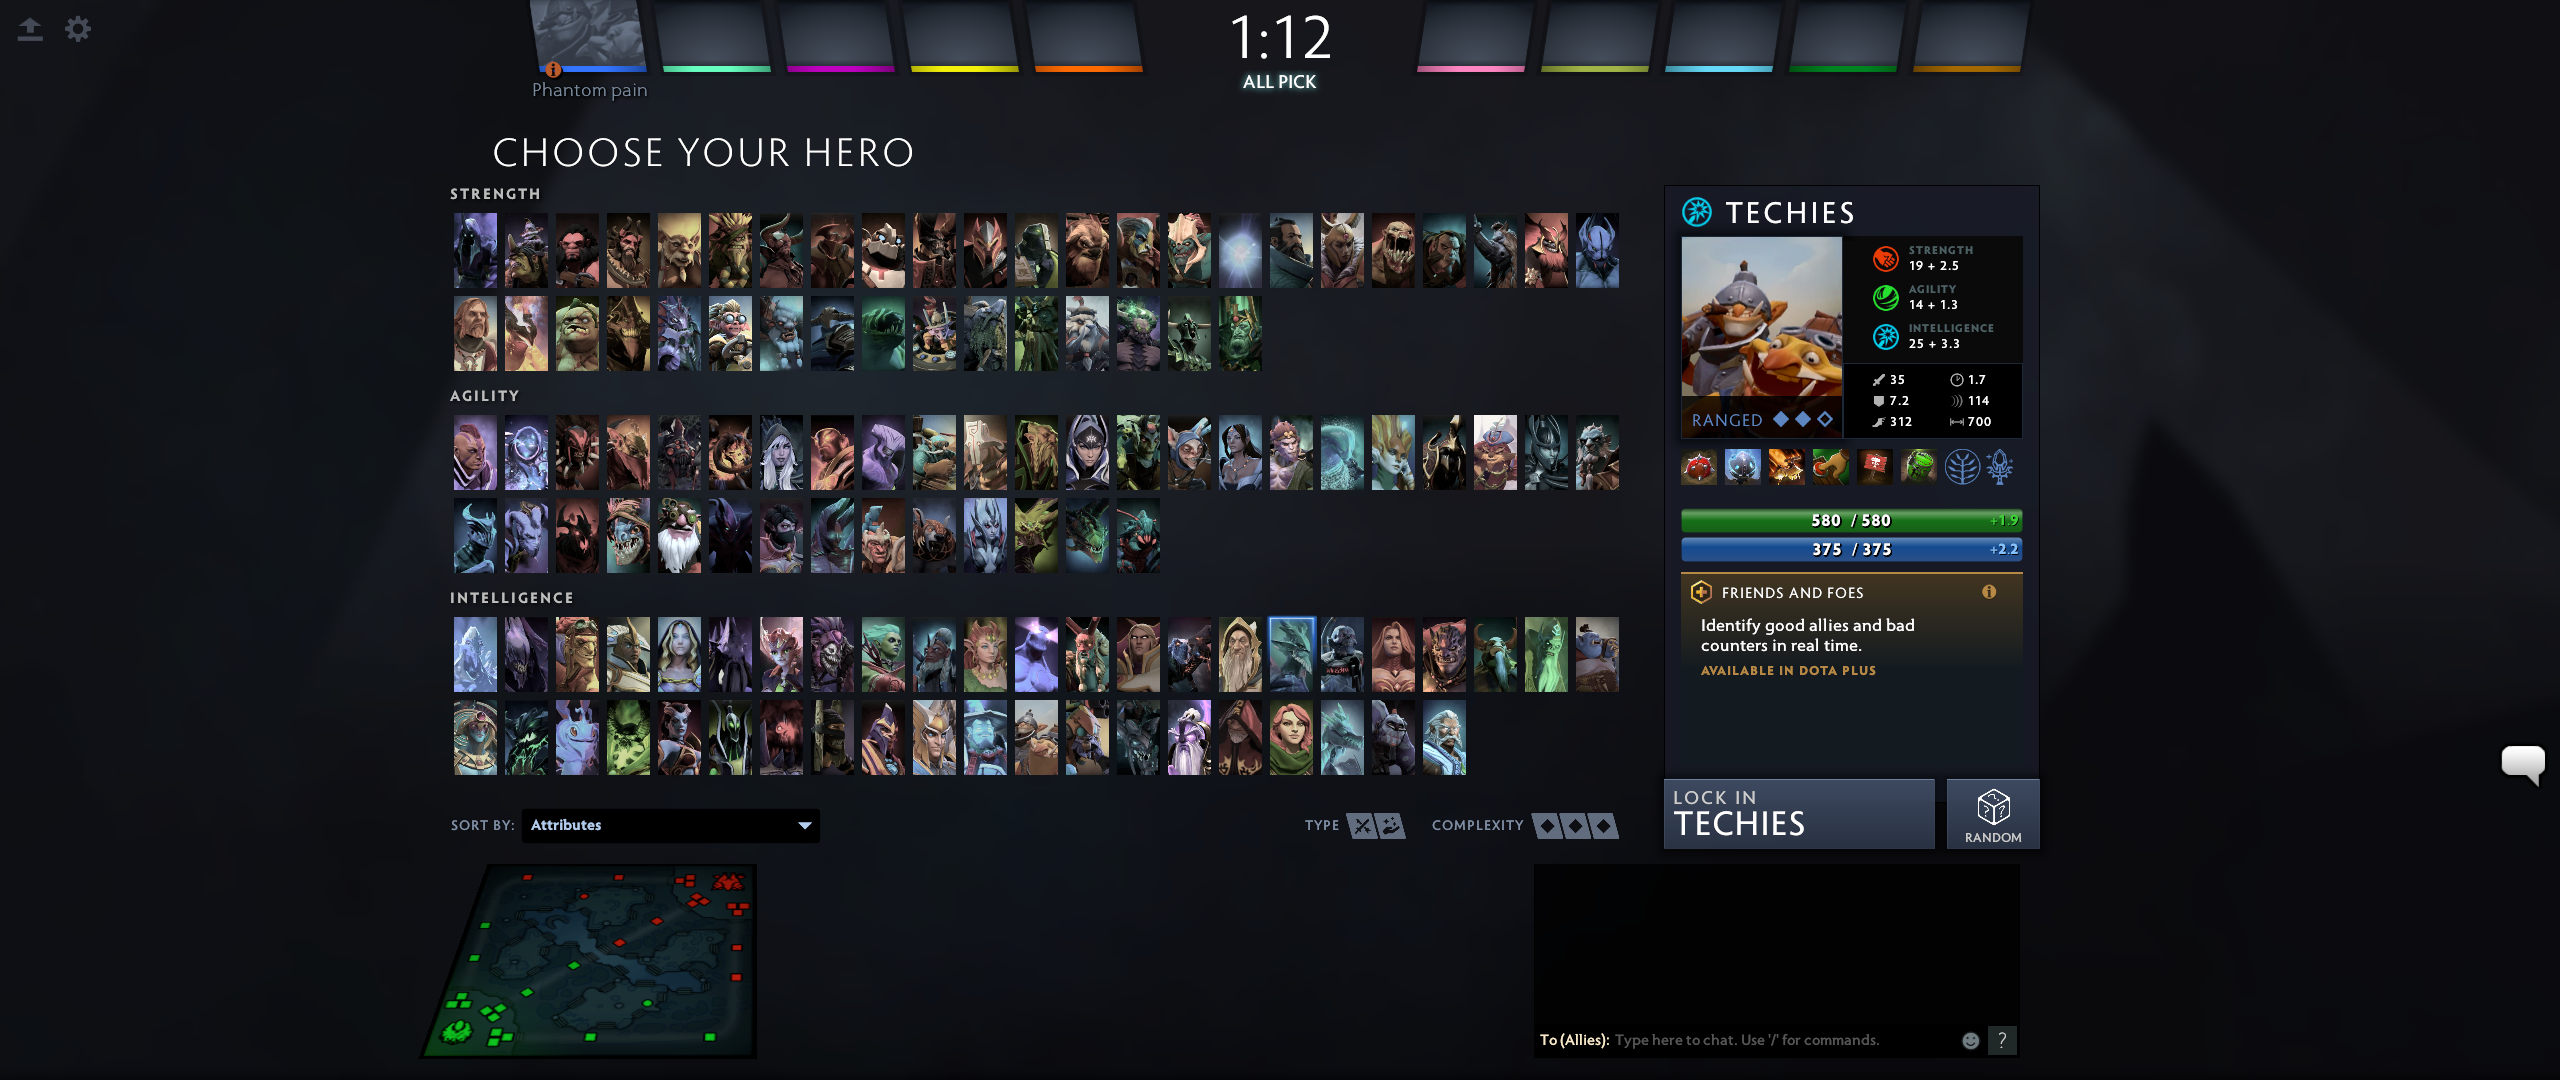 1:12
ALL PICK
Phantom pain
CHOOSE YOUR HERO
STRENGTH
AGILITY
INTELLIGENCE
TECHIES
STRENGTH
19 + 2.5
AGILITY
14 + 1.3
INTELLIGENCE
25 + 3.3
RANGED
35 1.7
7.2 114
312 700
580 / 580 +1.9
375 / 375 +2.2
FRIENDS AND FOES
Identify good allies and bad
counters in real time.
AVAILABLE IN DOTA PLUS
LOCK IN
TECHIES
RANDOM
SORT BY: Attributes
TYPE COMPLEXITY
To (Allies): Type here to chat. Use '/' for commands. ?